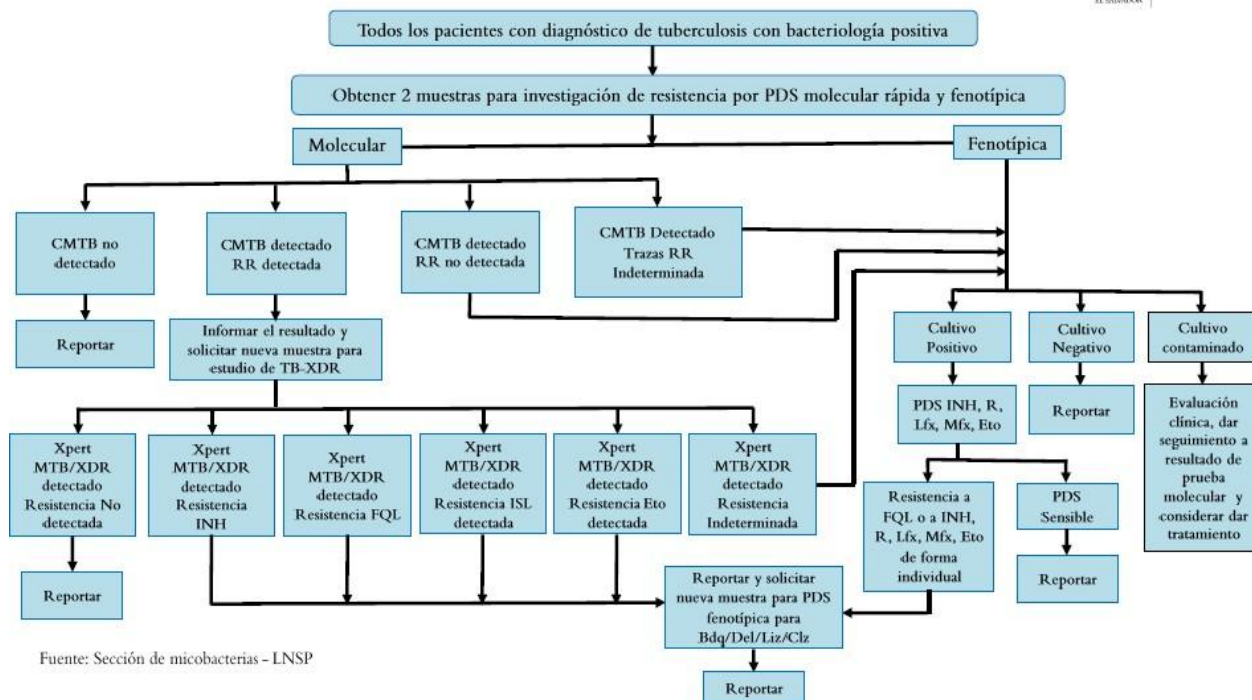 EL SALVADOR
Todos los pacientes con diagnóstico de tuberculosis con bacteriología positiva
Obtener 2 muestras para investigación de resistencia por PDS molecular rápida y fenotípica
Molecular
Fenotípica
CMTB no
detectado
CMTB detectado
RR detectada
CMTB detectado
RR no detectada
CMTB Detectado
Trazas RR
Indeterminada
Reportar
Informar el resultado y
solicitar nueva muestra para
estudio de TB-XDR
Cultivo
Positivo
Cultivo
Negativo
Cultivo
contaminado
PDS INH, R,
Lfx, Mfx, Eto
Reportar
Evaluación
clínica, dar
seguimiento a
resultado de
prueba
molecular y
considerar dar
tratamiento
Xpert
MTB/XDR
detectado
Resistencia No
detectada
Xpert
MTB/XDR
detectado
Resistencia
INH
Xpert
MTB/XDR
detectado
Resistencia FQL
Xpert
MTB/XDR
detectado
Resistencia ISL
detectada
Xpert
MTB/XDR
detectado
Resistencia Eto
detectada
Xpert
MTB/XDR
detectado
Resistencia
Indeterminada
Resistencia a
FQL o a INH,
R, Lfx, Mfx, Eto
de forma
individual
PDS
Sensible
Reportar
Reportar
Reportar y solicitar
nueva muestra para PDS
fenotípica para
Bdq/Del/Liz/Clz
Reportar
Fuente: Sección de micobacterias - LNSP